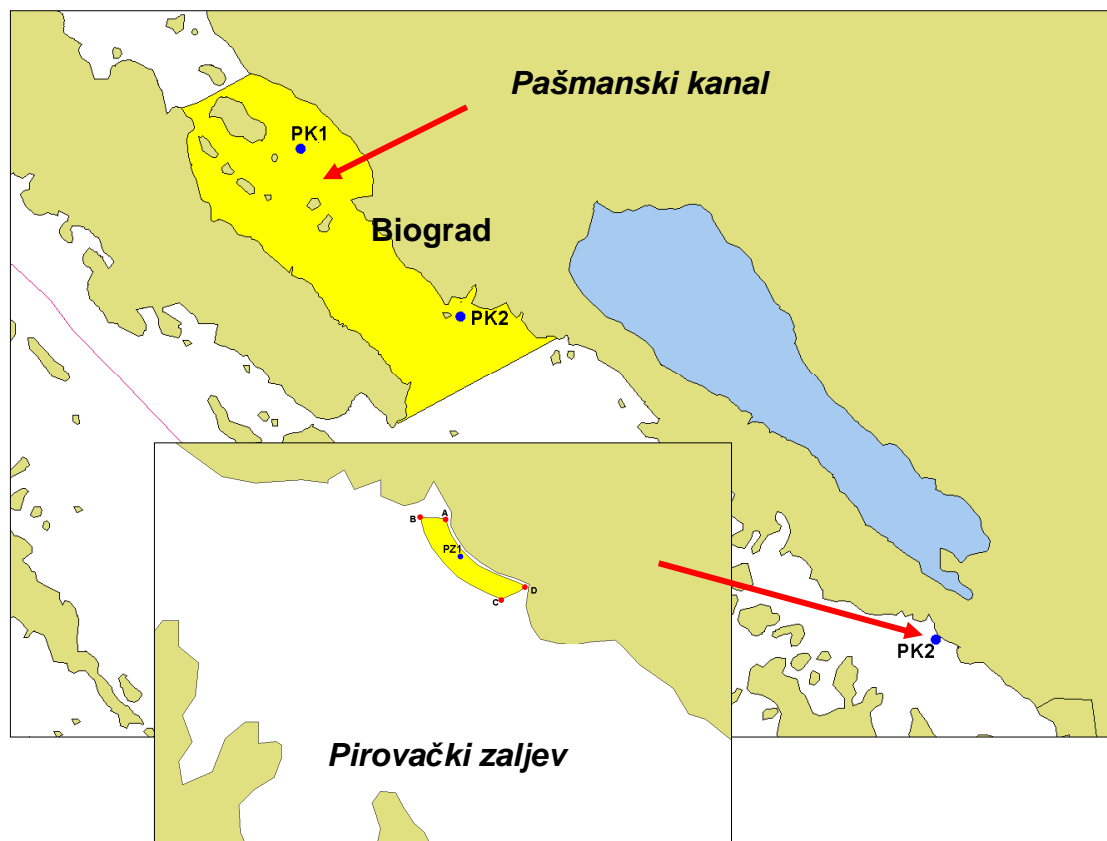 Pašmanski kanal
PK1
Biograd
PK2
B
A
PZ1
D
C
PK2
Pirovački zaljev